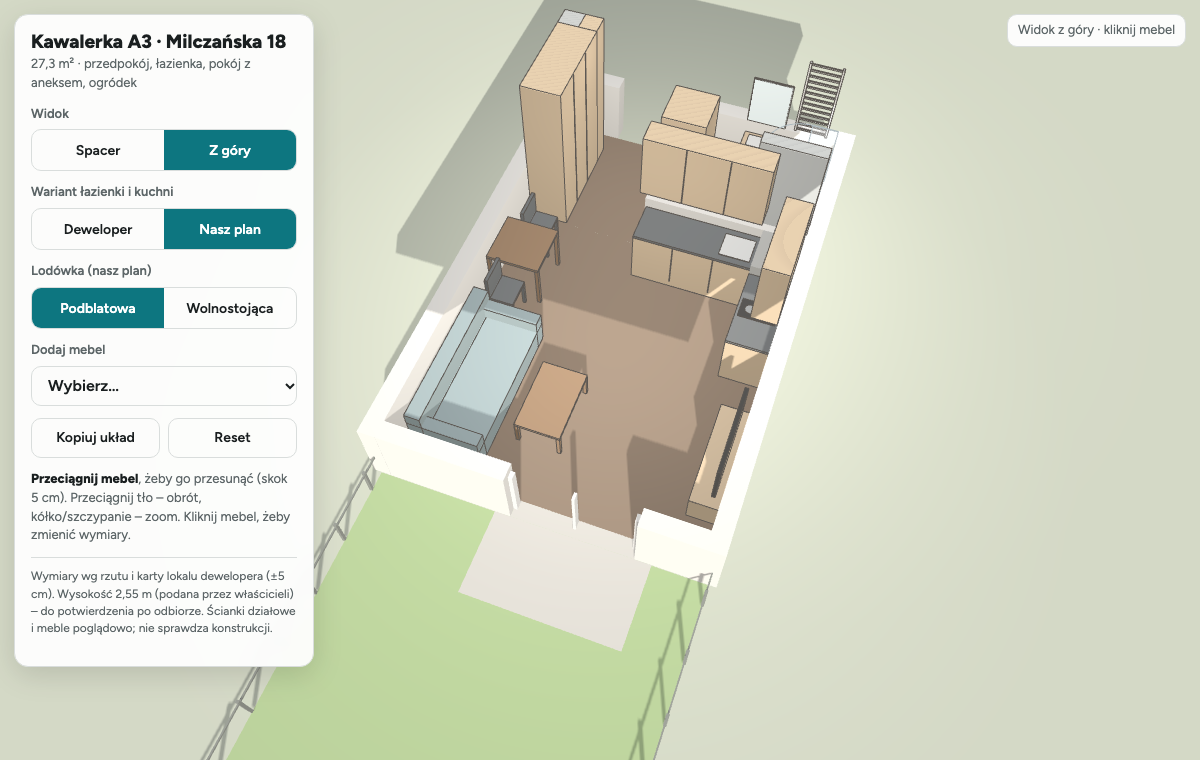 Kawalerka A3 · Milczańska 18
27,3 m² · przedpokój, łazienka, pokój z
aneksem, ogródek
Widok
Spacer
Z góry
Wariant łazienki i kuchni
Deweloper
Nasz plan
Lodówka (nasz plan)
Podblatowa
Wolnostojąca
Dodaj mebel
Wybierz...
Kopiuj układ
Reset
Przeciągnij mebel, żeby go przesunąć (skok
5 cm). Przeciągnij tło – obrót,
kółko/szczypanie – zoom. Kliknij mebel, żeby
zmienić wymiary.
Wymiary wg rzutu i karty lokalu dewelopera (±5
cm). Wysokość 2,55 m (podana przez właścicieli)
– do potwierdzenia po odbiorze. Ścianki działowe
i meble poglądowo; nie sprawdza konstrukcji.
Widok z góry · kliknij mebel